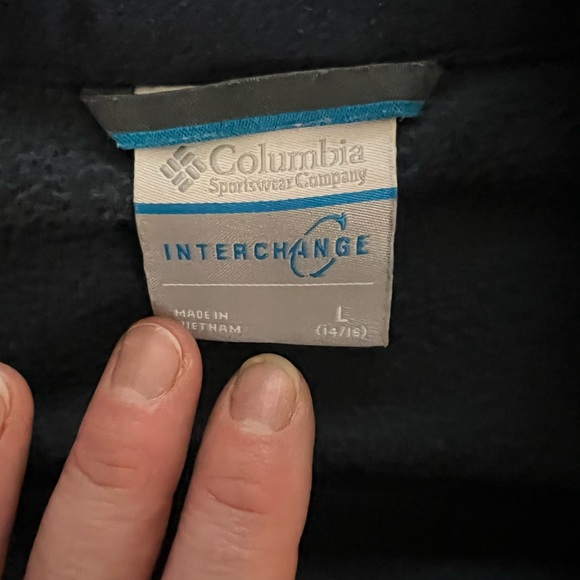 Columbia
Sportswear Company
INTERCHANGE
MADE IN
VIETNAM
L
(14/16)